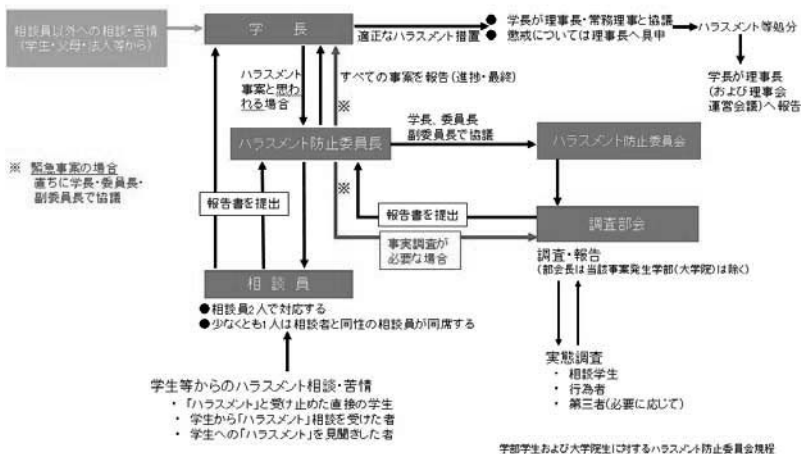 相談員以外への相談・苦情
(学生・父母・法人等から)
学 長
適正なハラスメント措置
● 学長が理事長・常務理事と協議
● 懲戒については理事長へ具申
ハラスメント等処分
学長が理事長
(および理事会
運営会議)へ報告
ハラスメント
事案と思わ
れる場合
すべての事案を報告(進捗・最終)
※
学長、委員長
副委員長で協議
ハラスメント防止委員長
ハラスメント防止委員会
※ 緊急事案の場合
直ちに学長・委員長・
副委員長で協議
※
報告書を提出
報告書を提出
調査部会
事実調査が
必要な場合
調査・報告
(部会長は当該事案発生学部(大学院)は除く)
相 談 員
●相談員2人で対応する
●少なくとも1人は相談者と同性の相談員が同席する
実態調査
・ 相談学生
・ 行為者
・ 第三者(必要に応じて)
学生等からのハラスメント相談・苦情
・ 「ハラスメント」と受け止めた直接の学生
・ 学生から「ハラスメント」相談を受けた者
・ 学生への「ハラスメント」を見聞きした者
学部学生および大学院生に対するハラスメント防止委員会規程